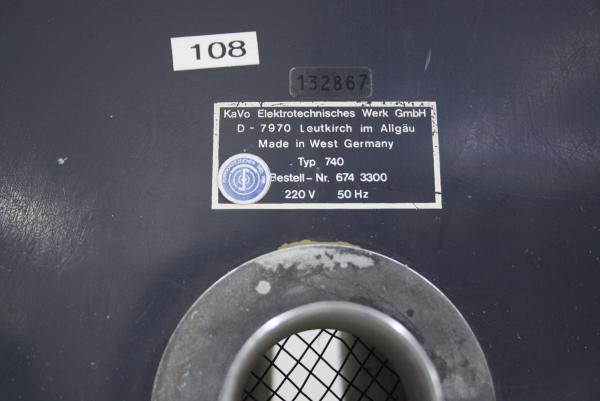 108
132867
KaVo Elektrotechnisches Werk GmbH
D - 7970 Leutkirch im Allgäu
Made in West Germany
Typ 740
Bestell- Nr. 674 3300
220 V 50 Hz